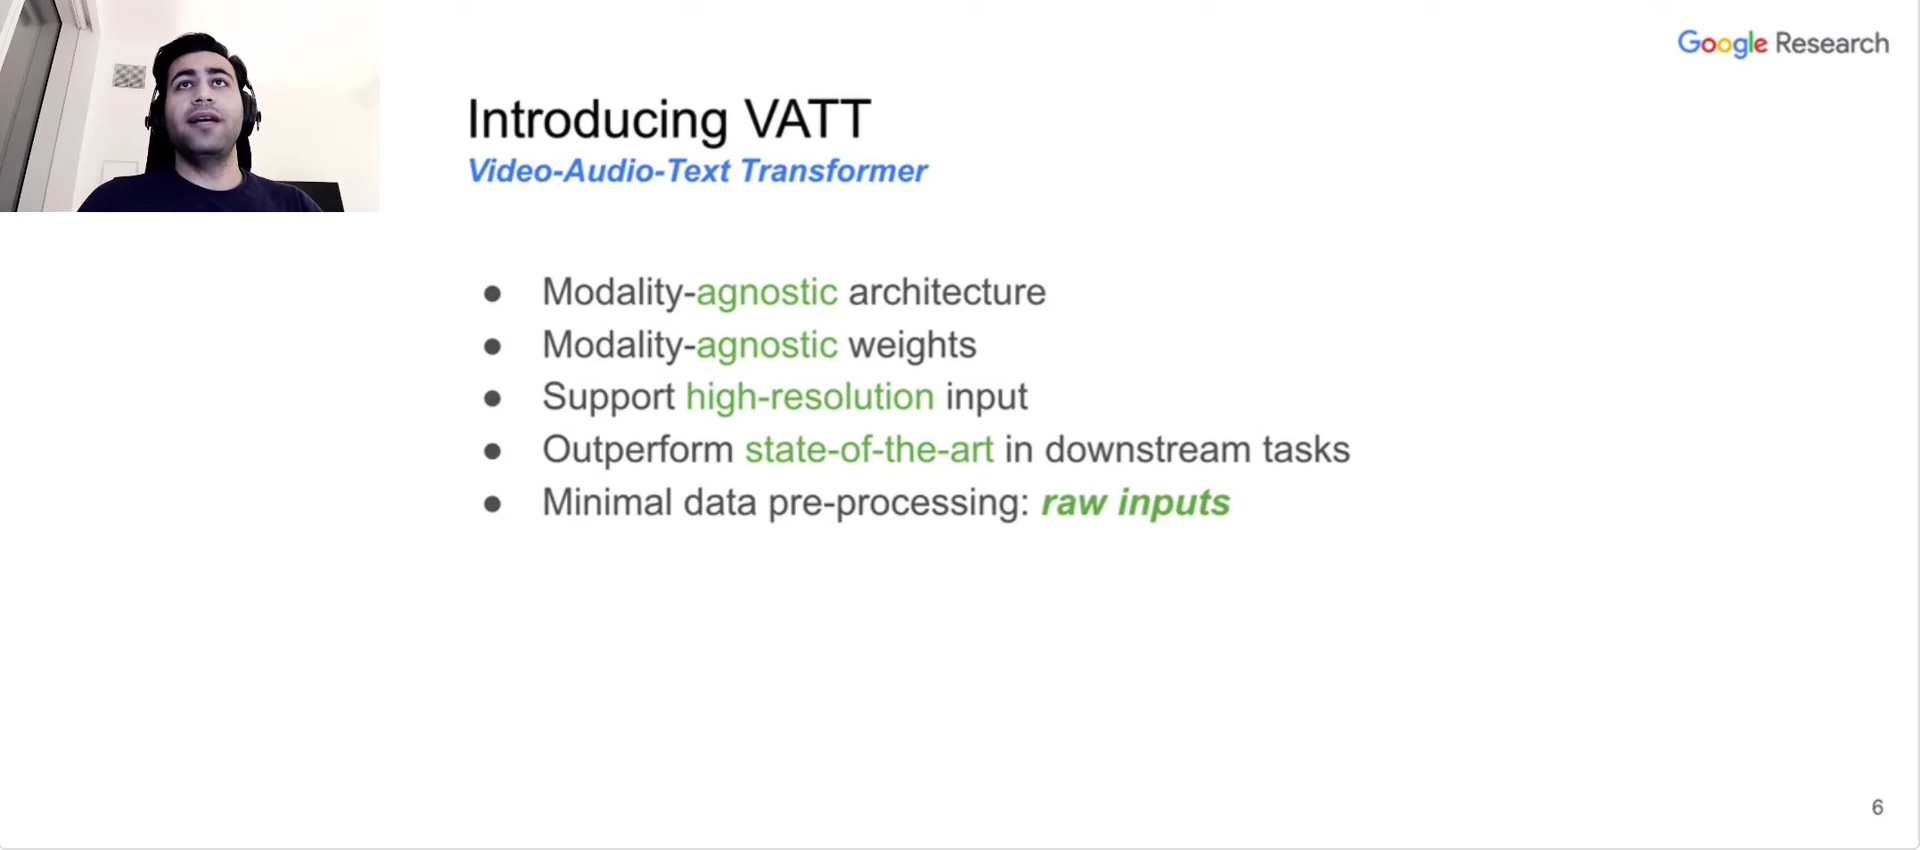 Google Research
Introducing VATT
Video-Audio-Text Transformer
● Modality-agnostic architecture
● Modality-agnostic weights
● Support high-resolution input
● Outperform state-of-the-art in downstream tasks
● Minimal data pre-processing: raw inputs
6